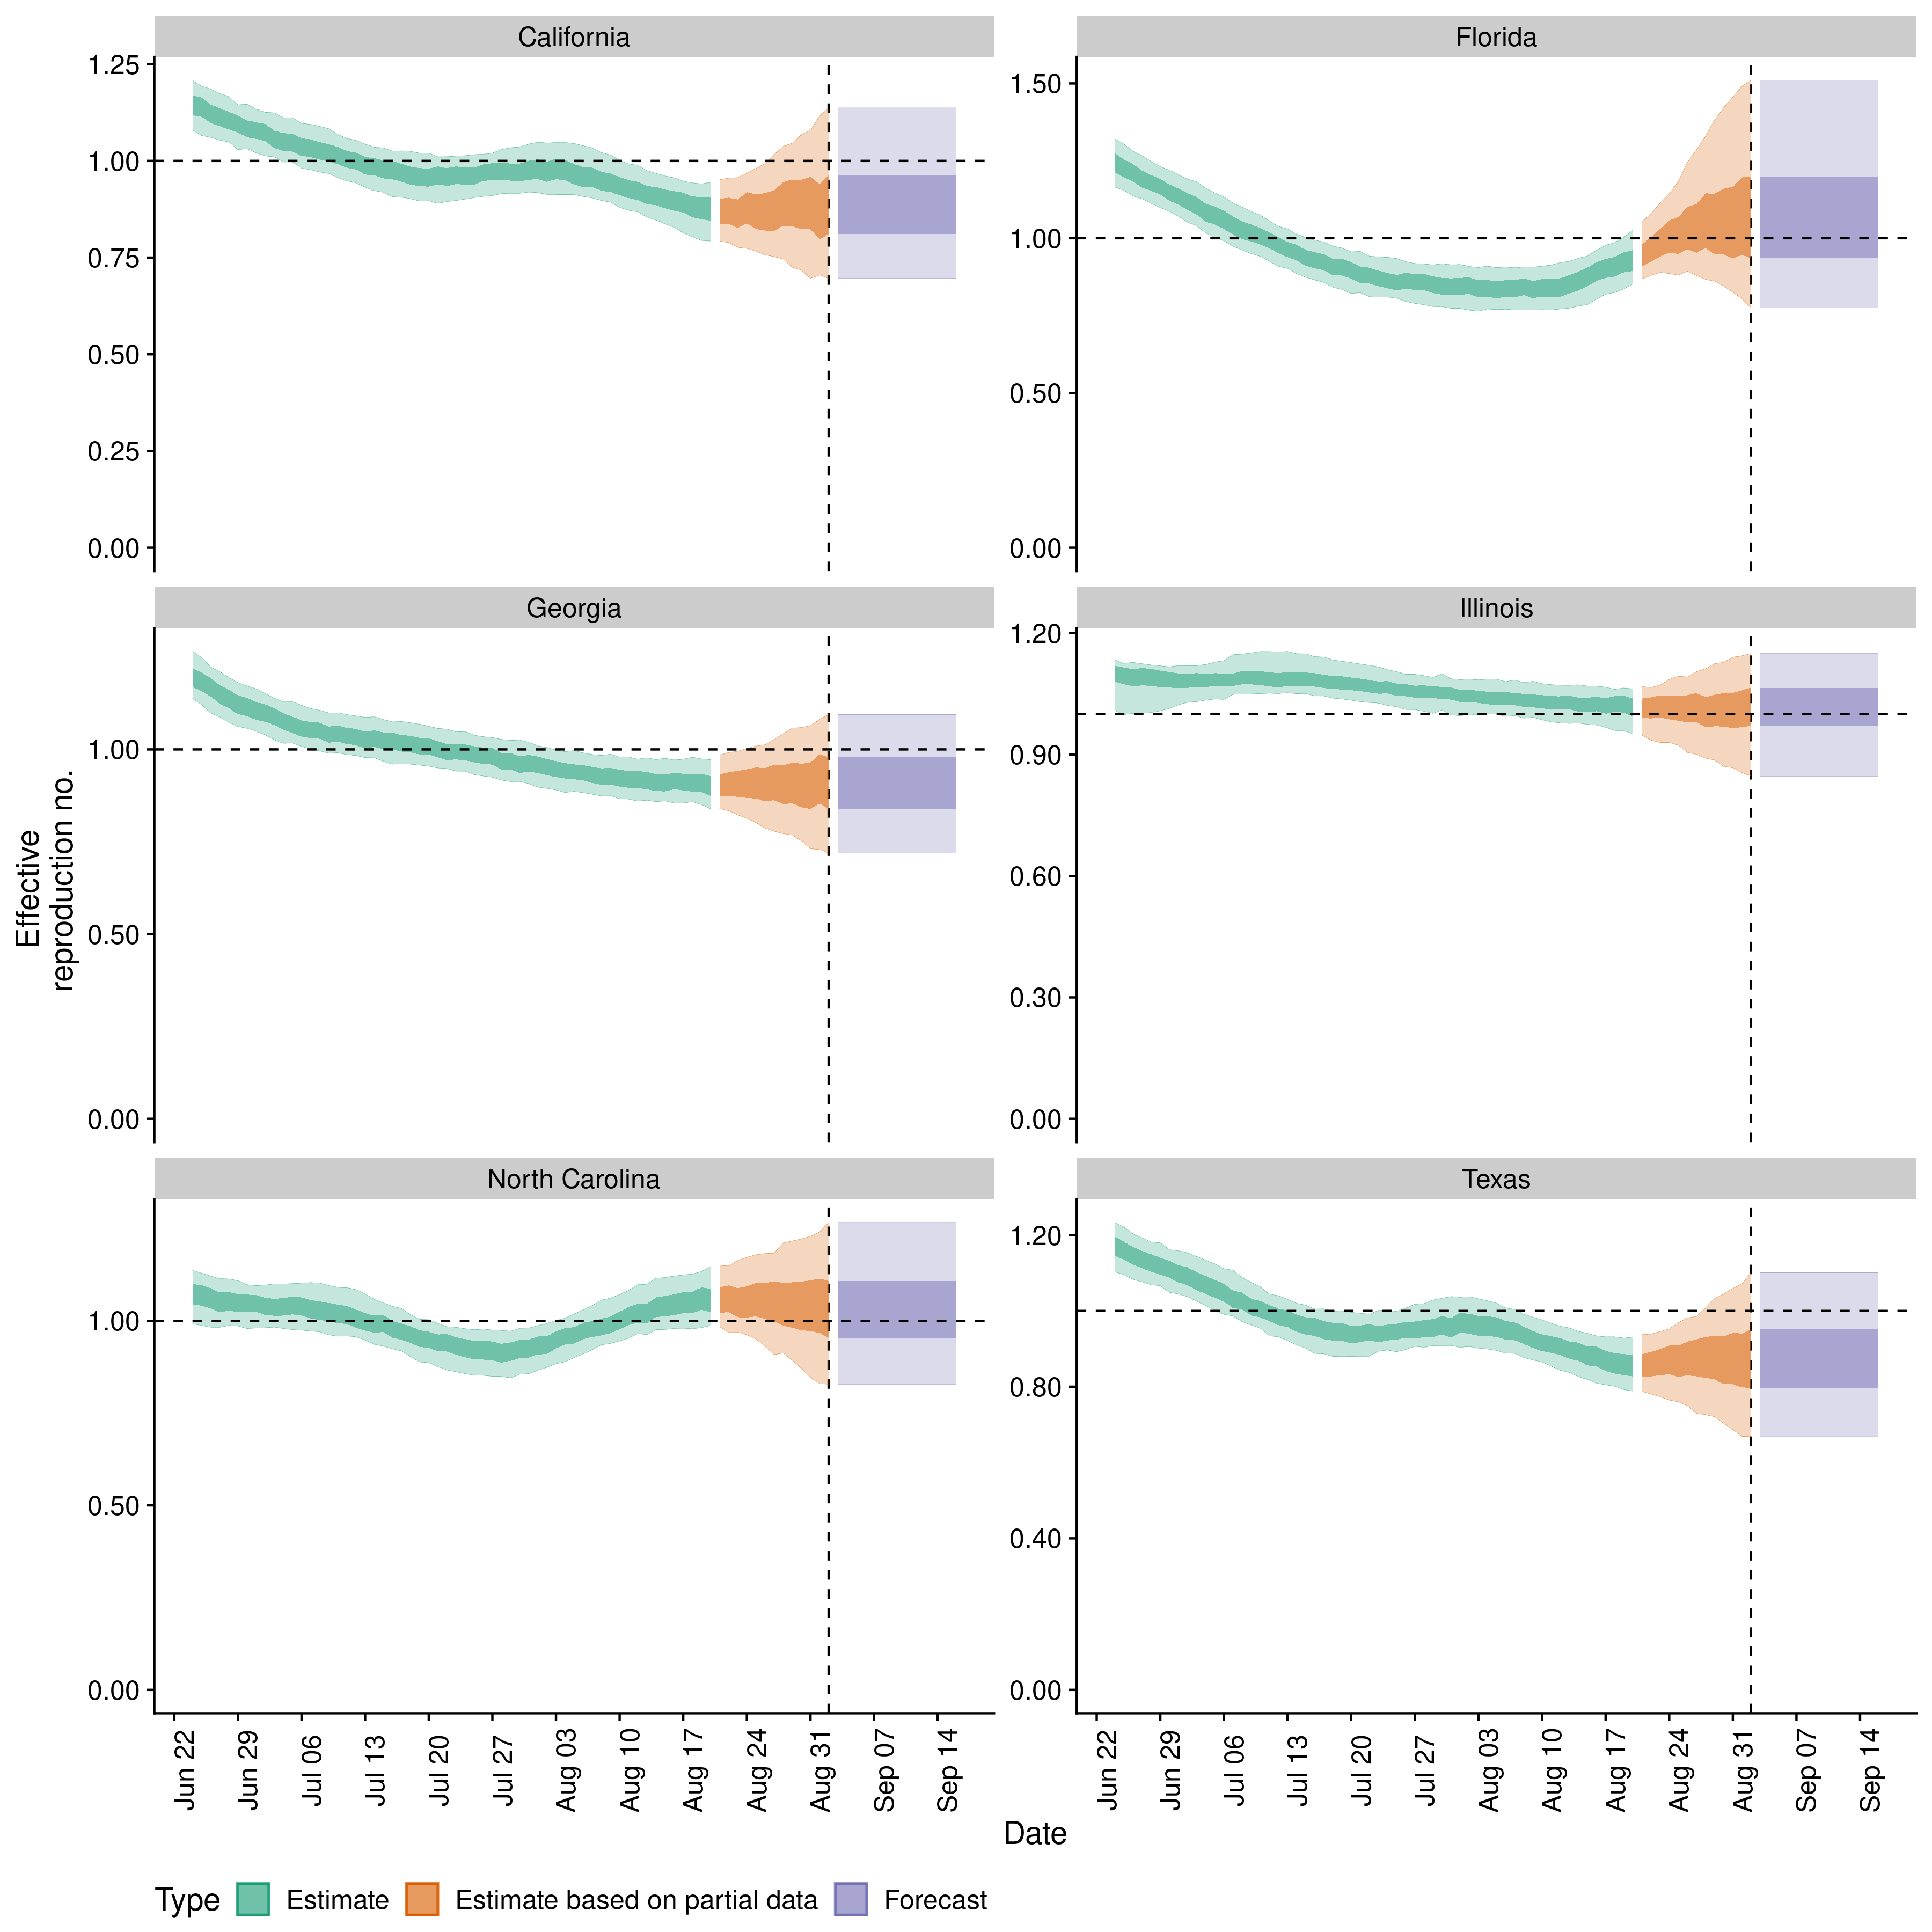 California
Florida
1.25
1.00
0.75
0.50
0.25
0.00
1.50
1.00
0.50
0.00
Georgia
Illinois
1.00
0.50
0.00
1.20
0.90
0.60
0.30
0.00
North Carolina
Texas
1.00
0.50
0.00
1.20
0.80
0.40
0.00
Effective
reproduction no.
Jun 22
Jun 29
Jul 06
Jul 13
Jul 20
Jul 27
Aug 03
Aug 10
Aug 17
Aug 24
Aug 31
Sep 07
Sep 14
Jun 22
Jun 29
Jul 06
Jul 13
Jul 20
Jul 27
Aug 03
Aug 10
Aug 17
Aug 24
Aug 31
Sep 07
Sep 14
Date
Type Estimate Estimate based on partial data Forecast